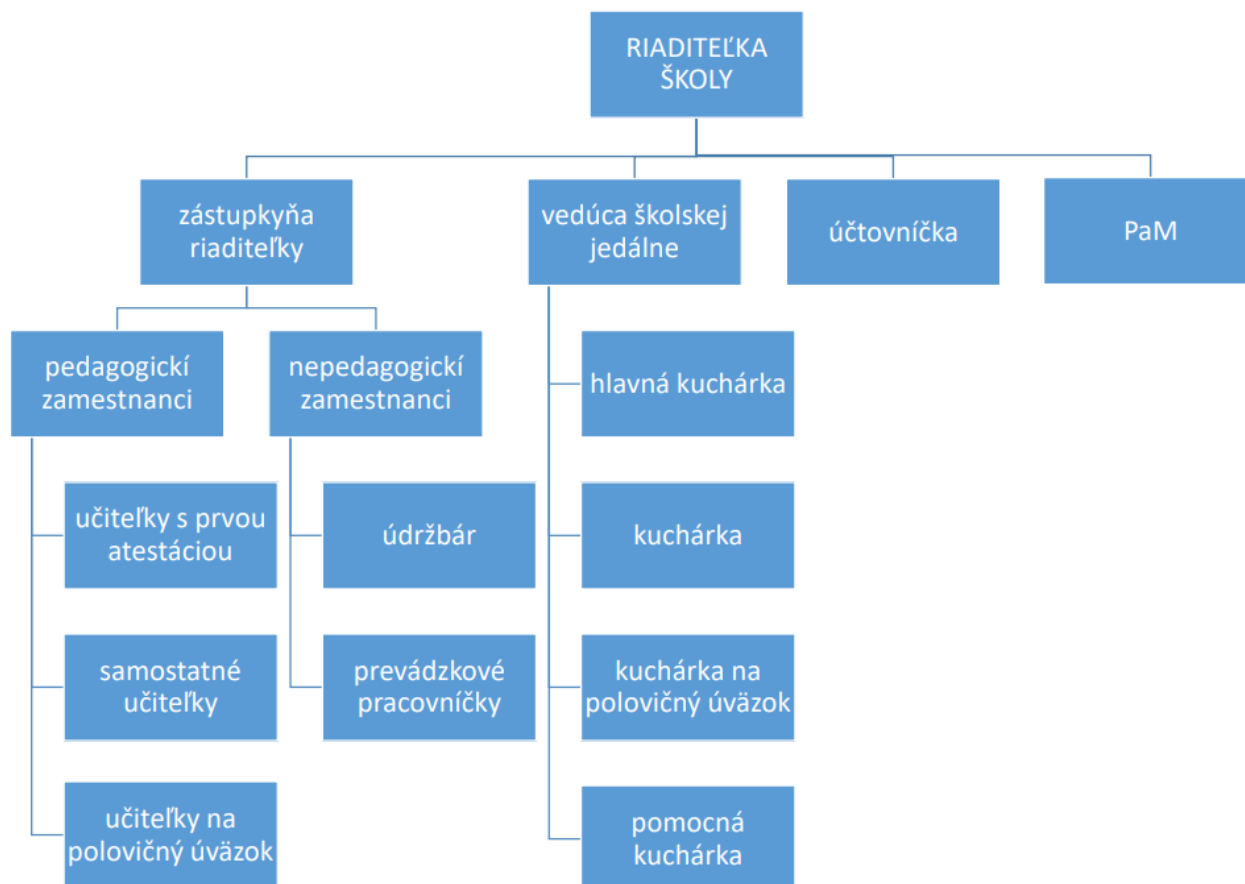 RIADITEĽKA
ŠKOLY
zástupkyňa
riaditeľky
vedúca školskej
jedálne
účtovníčka
PaM
pedagogickí
zamestnanci
nepedagogickí
zamestnanci
hlavná kuchárka
učiteľky s prvou
atestáciou
údržbár
kuchárka
samostatné
učiteľky
prevádzkové
pracovníčky
kuchárka na
polovičný úväzok
učiteľky na
polovičný úväzok
pomocná
kuchárka